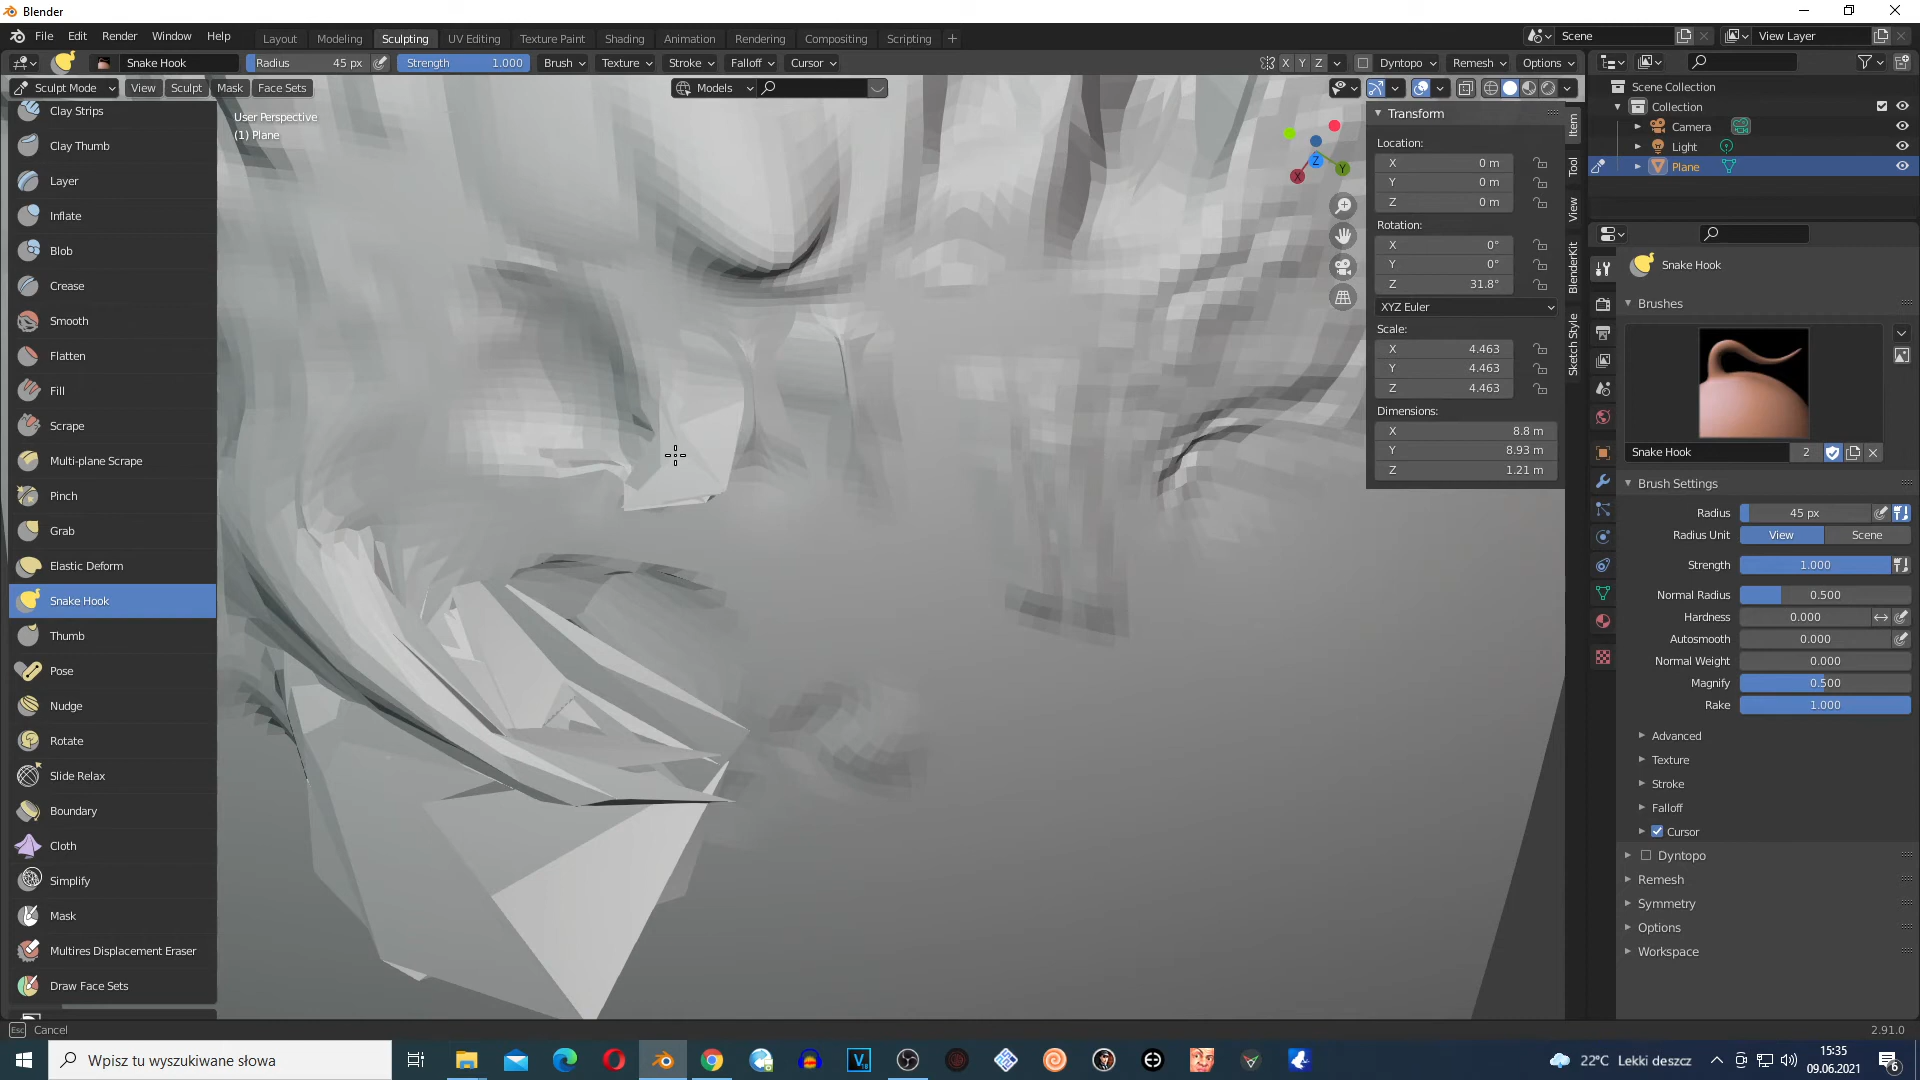 Blender
File Edit Render Window Help
Layout Modeling Sculpting UV Editing Texture Paint Shading Animation Rendering Compositing Scripting +
Scene View Layer
Snake Hook Radius 45 px Strength 1.000 Brush Texture Stroke Falloff Cursor X Y Z Dyntopo Remesh Options
Sculpt Mode View Sculpt Mask Face Sets Models
User Perspective
(1) Plane
Clay Strips
Clay Thumb
Layer
Inflate
Blob
Crease
Smooth
Flatten
Fill
Scrape
Multi-plane Scrape
Pinch
Grab
Elastic Deform
Snake Hook
Thumb
Pose
Nudge
Rotate
Slide Relax
Boundary
Cloth
Simplify
Mask
Multires Displacement Eraser
Draw Face Sets
Z
X
Y
Transform
Location:
X 0 m
Y 0 m
Z 0 m
Rotation:
X 0°
Y 0°
Z 31.8°
XYZ Euler
Scale:
X 4.463
Y 4.463
Z 4.463
Dimensions:
X 8.8 m
Y 8.93 m
Z 1.21 m
Item
Tool
View
BlenderKit
Sketch Style
Scene Collection
Collection
Camera
Light
Plane
Snake Hook
Brushes
Snake Hook 2
Brush Settings
Radius 45 px
Radius Unit View Scene
Strength 1.000
Normal Radius 0.500
Hardness 0.000
Autosmooth 0.000
Normal Weight 0.000
Magnify 0.500
Rake 1.000
Advanced
Texture
Stroke
Falloff
Cursor
Dyntopo
Remesh
Symmetry
Options
Workspace
Esc Cancel
2.91.0
Wpisz tu wyszukiwane słowa
22°C Lekki deszcz
15:35
09.06.2021
6